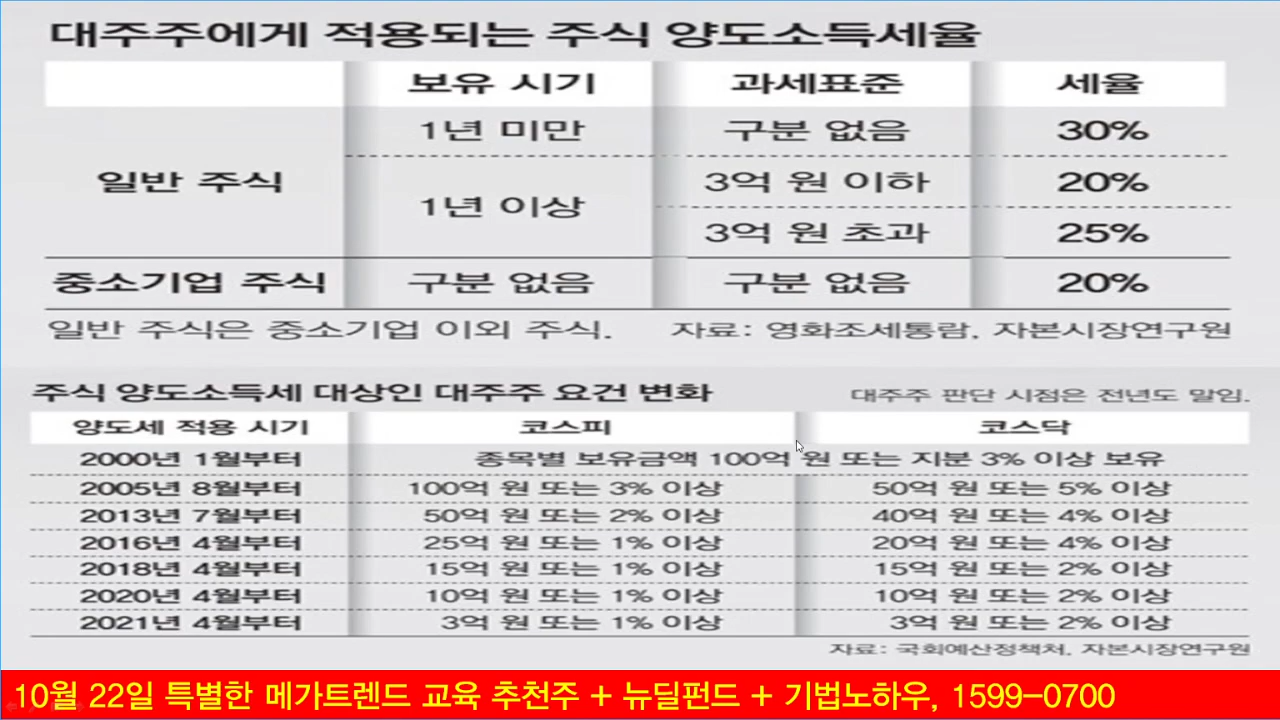 대주주에게 적용되는 주식 양도소득세율
보유 시기 과세표준 세율
1년 미만 구분 없음 30%
일반 주식 1년 이상 3억 원 이하 20%
3억 원 초과 25%
중소기업 주식 구분 없음 구분 없음 20%
일반 주식은 중소기업 이외 주식. 자료: 영화조세통람, 자본시장연구원
주식 양도소득세 대상인 대주주 요건 변화 대주주 판단 시점은 전년도 말임.
양도세 적용 시기 코스피 코스닥
2000년 1월부터 종목별 보유금액 100억 원 또는 지분 3% 이상 보유
2005년 8월부터 100억 원 또는 3% 이상 50억 원 또는 5% 이상
2013년 7월부터 50억 원 또는 2% 이상 40억 원 또는 4% 이상
2016년 4월부터 25억 원 또는 1% 이상 20억 원 또는 4% 이상
2018년 4월부터 15억 원 또는 1% 이상 15억 원 또는 2% 이상
2020년 4월부터 10억 원 또는 1% 이상 10억 원 또는 2% 이상
2021년 4월부터 3억 원 또는 1% 이상 3억 원 또는 2% 이상
자료: 국회예산정책처, 자본시장연구원
10월 22일 특별한 메가트렌드 교육 추천주 + 뉴딜펀드 + 기법노하우, 1599-0700